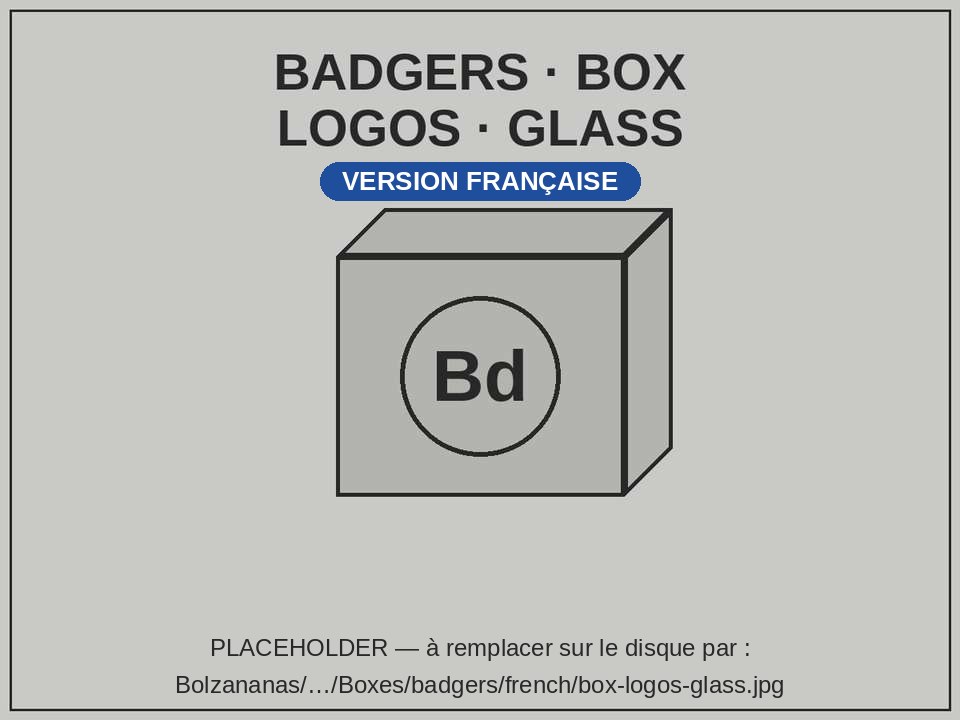 BADGERS · BOX
LOGOS · GLASS
VERSION FRANÇAISE
Bd
PLACEHOLDER — à remplacer sur le disque par :
Bolzananas/…/Boxes/badgers/french/box-logos-glass.jpg